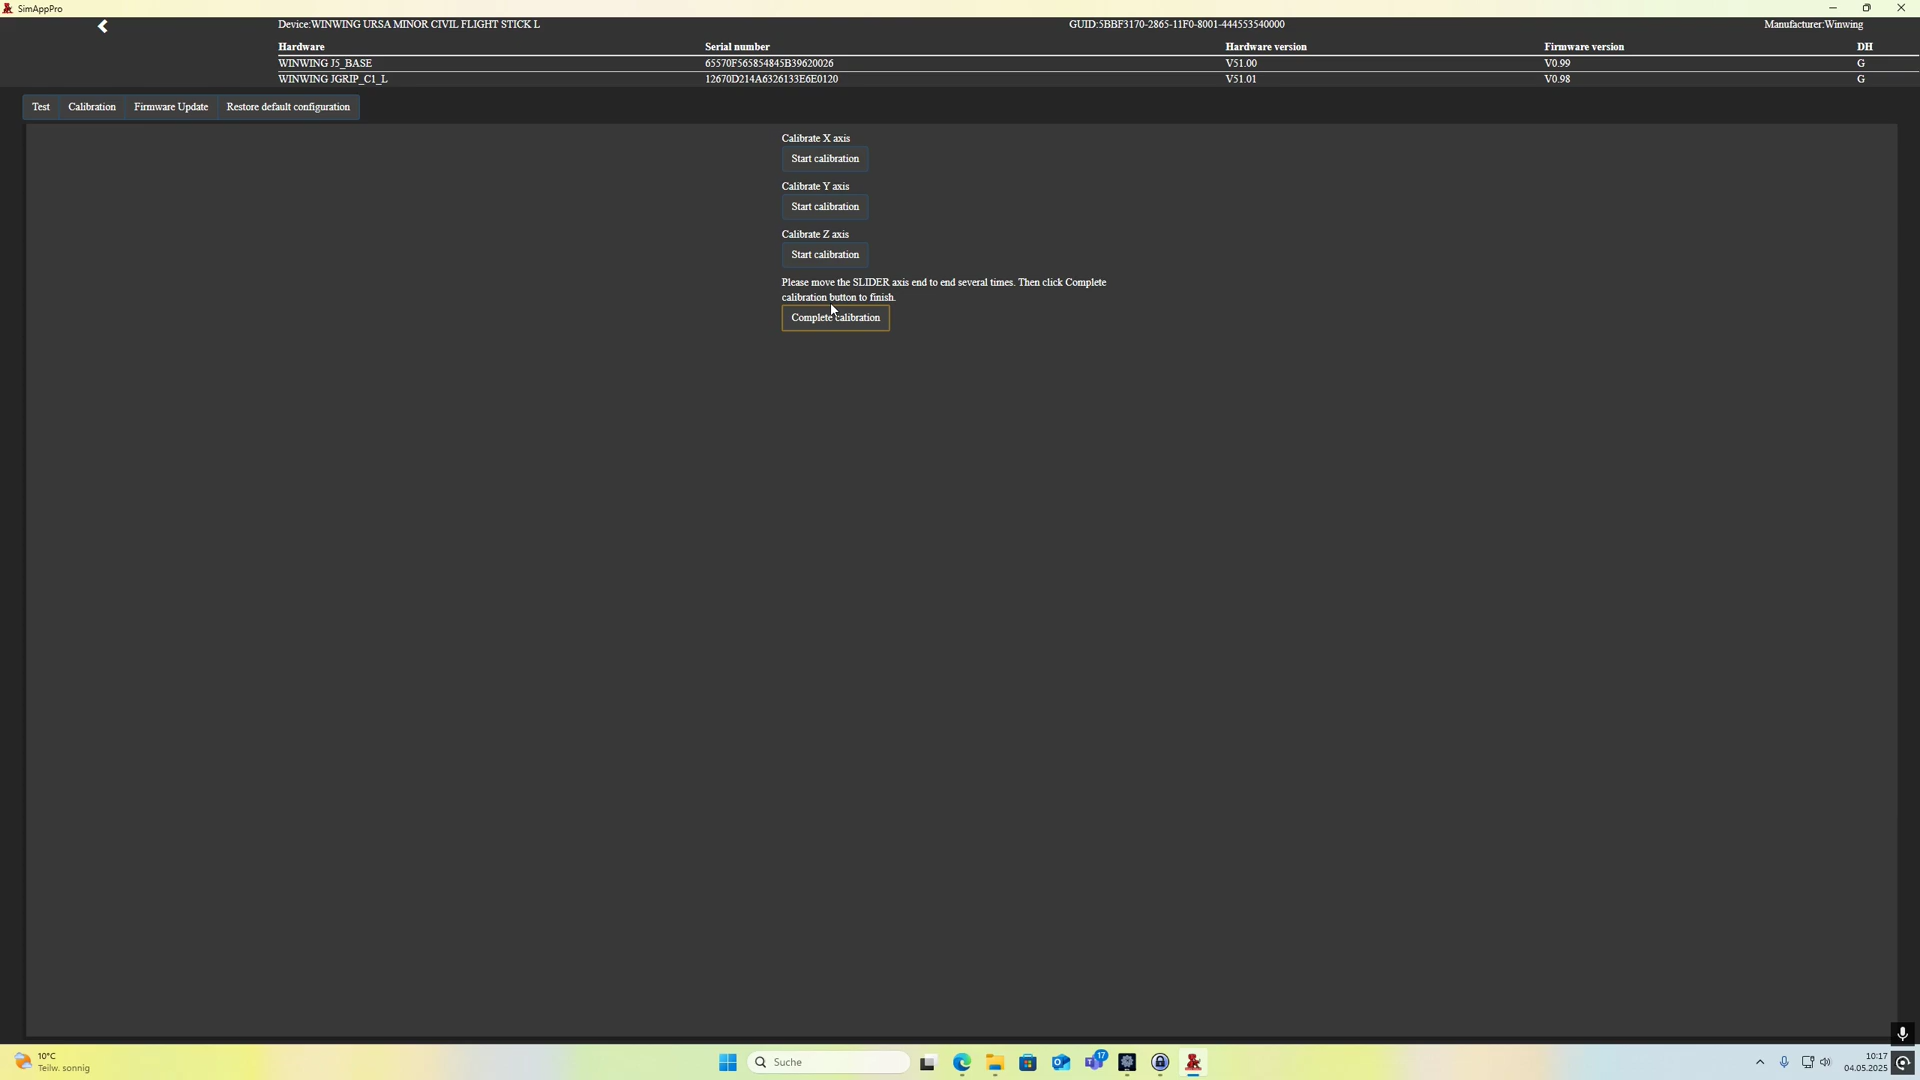 SimAppPro
Device:WINWING URSA MINOR CIVIL FLIGHT STICK L GUID:5BBF3170-2865-11F0-8001-444553540000 Manufacturer:Winwing
Hardware Serial number Hardware version Firmware version DH
WINWING J5_BASE 65570F565854845B39620026 V51.00 V0.99 G
WINWING JGRIP_C1_L 12670D214A6326133E6E0120 V51.01 V0.98 G
Test Calibration Firmware Update Restore default configuration
Calibrate X axis
Start calibration
Calibrate Y axis
Start calibration
Calibrate Z axis
Start calibration
Please move the SLIDER axis end to end several times. Then click Complete
calibration button to finish.
Complete calibration
10°C
Teilw. sonnig
Suche
17
10:17
04.05.2025